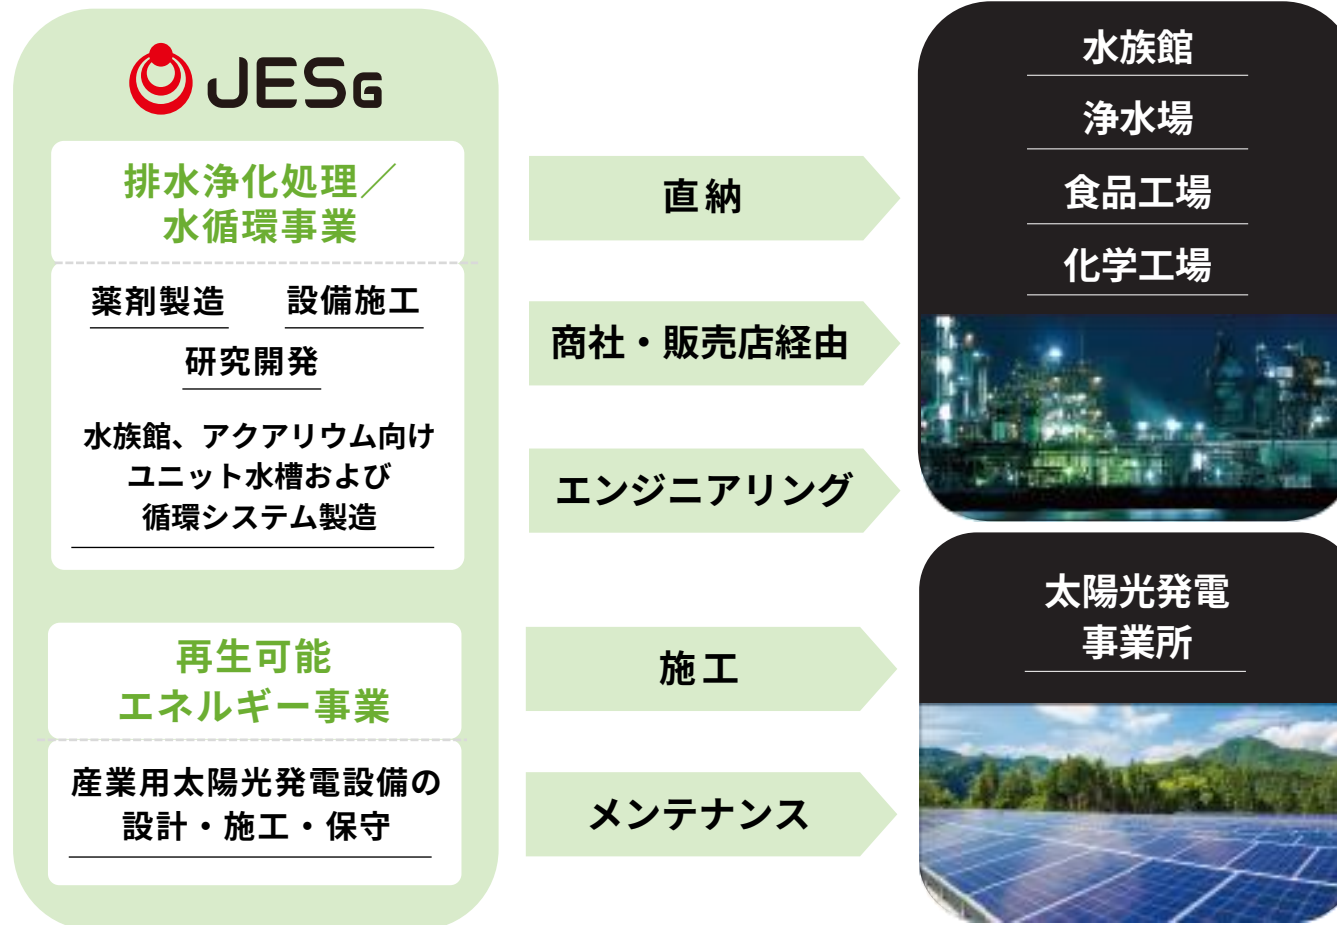 JESG
排水浄化処理／
水循環事業
薬剤製造 設備施工
研究開発
水族館、アクアリウム向け
ユニット水槽および
循環システム製造
再生可能
エネルギー事業
産業用太陽光発電設備の
設計・施工・保守
直納
商社・販売店経由
エンジニアリング
施工
メンテナンス
水族館
浄水場
食品工場
化学工場
太陽光発電
事業所